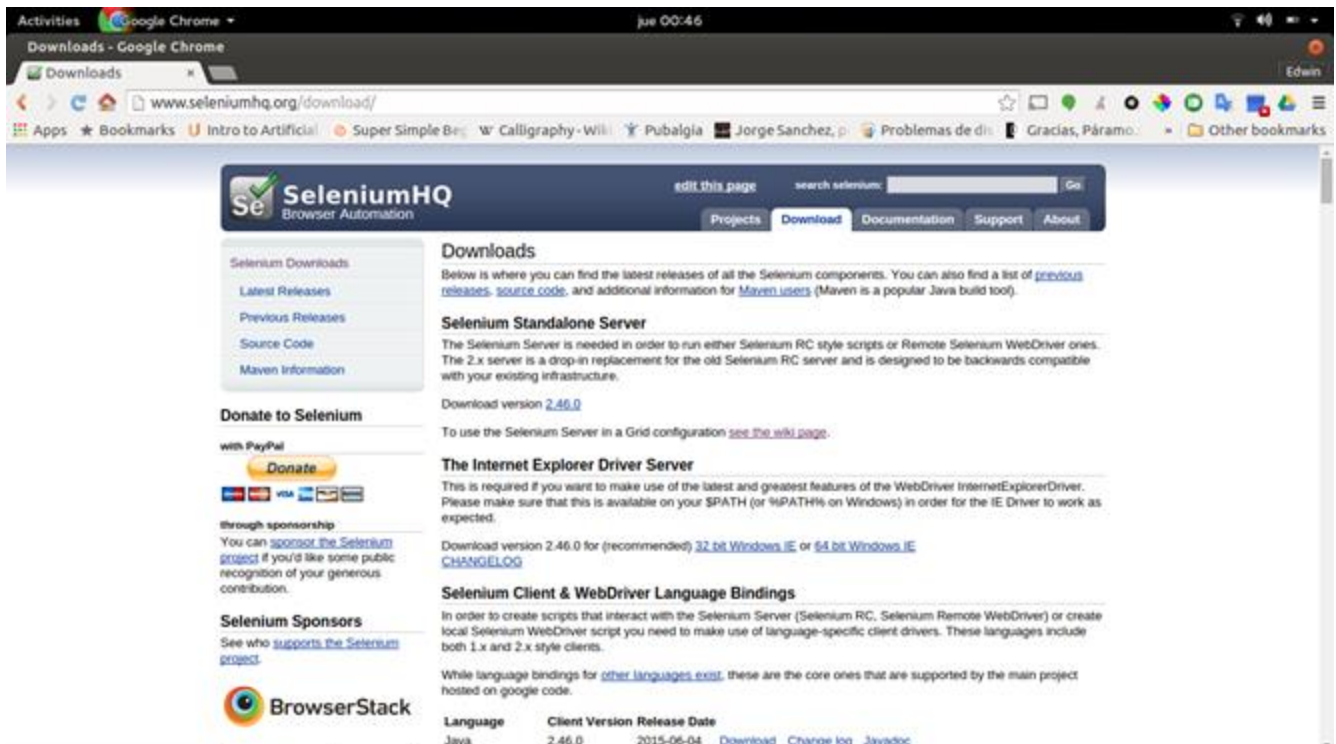 Activities Google Chrome jue 00:46
Downloads - Google Chrome
Downloads Edwin
www.seleniumhq.org/download/
Apps Bookmarks Intro to Artificial Super Simple Beg Calligraphy - Wiki Pubalgia Jorge Sanchez, p Problemas de di Gracias, Páramo. » Other bookmarks
SeleniumHQ
Browser Automation
edit this page search selenium: Go
Projects Download Documentation Support About
Selenium Downloads
Latest Releases
Previous Releases
Source Code
Maven Information
Donate to Selenium
with PayPal
Donate
VISA
through sponsorship
You can sponsor the Selenium
project if you'd like some public
recognition of your generous
contribution.
Selenium Sponsors
See who supports the Selenium
project.
BrowserStack
Downloads
Below is where you can find the latest releases of all the Selenium components. You can also find a list of previous
releases, source code, and additional information for Maven users (Maven is a popular Java build tool).
Selenium Standalone Server
The Selenium Server is needed in order to run either Selenium RC style scripts or Remote Selenium WebDriver ones.
The 2.x server is a drop-in replacement for the old Selenium RC server and is designed to be backwards compatible
with your existing infrastructure.
Download version 2.46.0
To use the Selenium Server in a Grid configuration see the wiki page.
The Internet Explorer Driver Server
This is required if you want to make use of the latest and greatest features of the WebDriver InternetExplorerDriver.
Please make sure that this is available on your $PATH (or %PATH% on Windows) in order for the IE Driver to work as
expected.
Download version 2.46.0 for (recommended) 32 bit Windows IE or 64 bit Windows IE
CHANGELOG
Selenium Client & WebDriver Language Bindings
In order to create scripts that interact with the Selenium Server (Selenium RC, Selenium Remote WebDriver) or create
local Selenium WebDriver script you need to make use of language-specific client drivers. These languages include
both 1.x and 2.x style clients.
While language bindings for other languages exist, these are the core ones that are supported by the main project
hosted on google code.
Language Client Version Release Date
Java 2.46.0 2015-06-04 Download Change log Javadoc